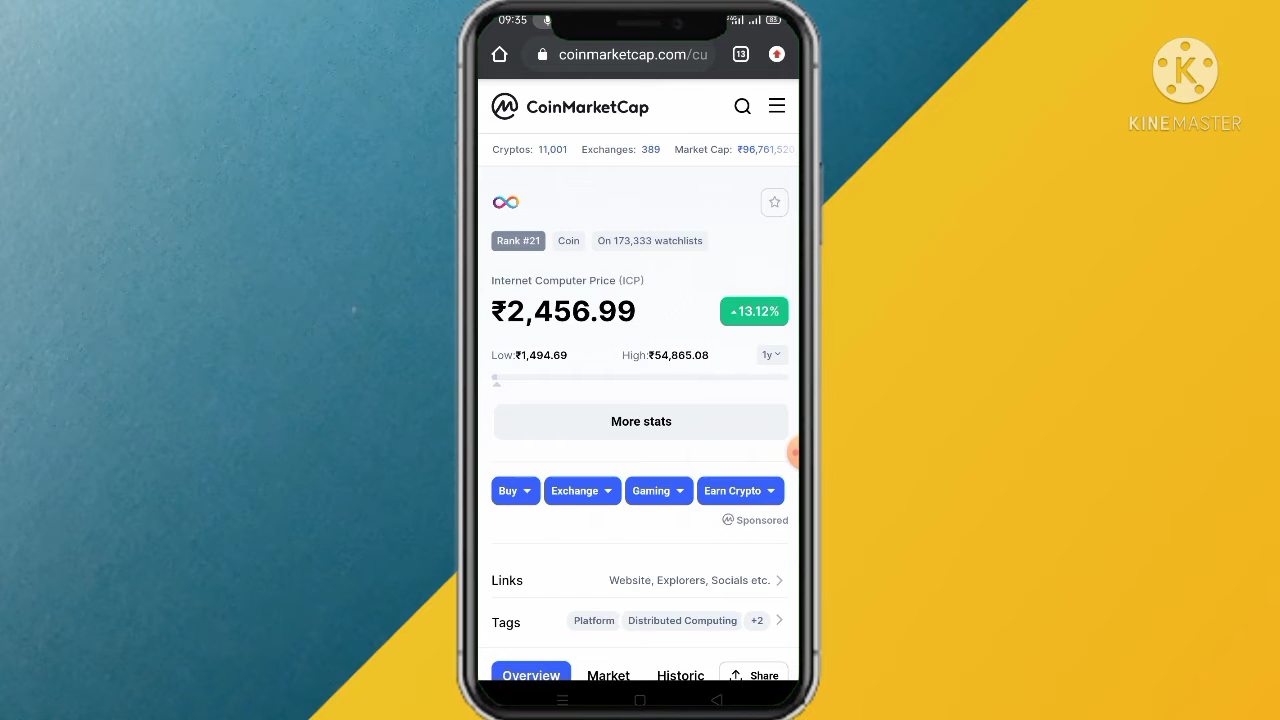 09:35
83
coinmarketcap.com/cu
13
CoinMarketCap
Cryptos: 11,001 Exchanges: 389 Market Cap: ₹96,761,520
Rank #21 Coin On 173,333 watchlists
Internet Computer Price (ICP)
₹2,456.99
13.12%
Low:₹1,494.69 High:₹54,865.08 1y
More stats
Buy Exchange Gaming Earn Crypto
Sponsored
Links Website, Explorers, Socials etc.
Tags Platform Distributed Computing +2
Overview Market Historic Share
K
KINEMASTER